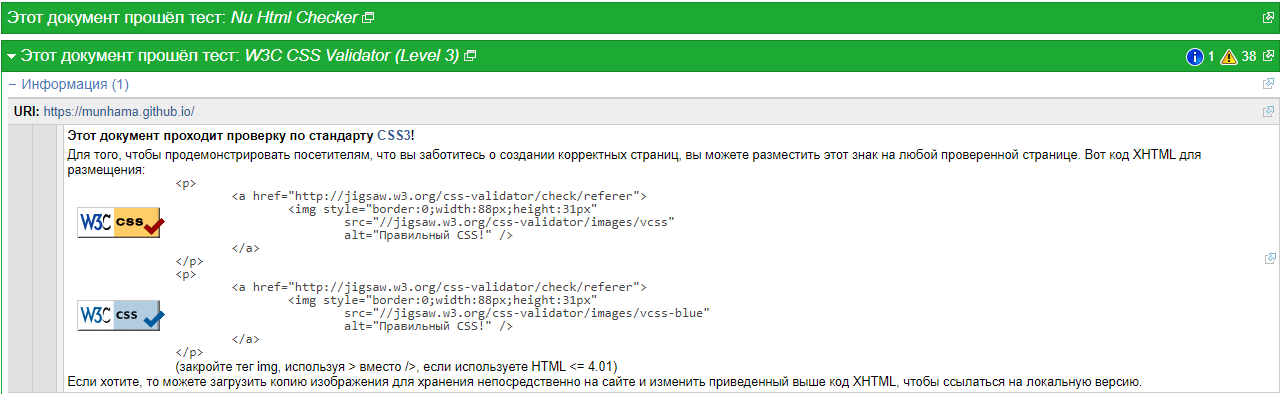 Этот документ прошёл тест: Nu Html Checker
Этот документ прошёл тест: W3C CSS Validator (Level 3) 1 38
− Информация (1)
URI: https://munhama.github.io/
Этот документ проходит проверку по стандарту CSS3!
Для того, чтобы продемонстрировать посетителям, что вы заботитесь о создании корректных страниц, вы можете разместить этот знак на любой проверенной странице. Вот код XHTML для
размещения:
<p>
<a href="http://jigsaw.w3.org/css-validator/check/referer">
<img style="border:0;width:88px;height:31px"
W3C css
src="//jigsaw.w3.org/css-validator/images/vcss"
alt="Правильный CSS!" />
</a>
</p>
<p>
<a href="http://jigsaw.w3.org/css-validator/check/referer">
<img style="border:0;width:88px;height:31px"
W3C css
src="//jigsaw.w3.org/css-validator/images/vcss-blue"
alt="Правильный CSS!" />
</a>
</p>
(закройте тег img, используя > вместо />, если используете HTML <= 4.01)
Если хотите, то можете загрузить копию изображения для хранения непосредственно на сайте и изменить приведенный выше код XHTML, чтобы ссылаться на локальную версию.